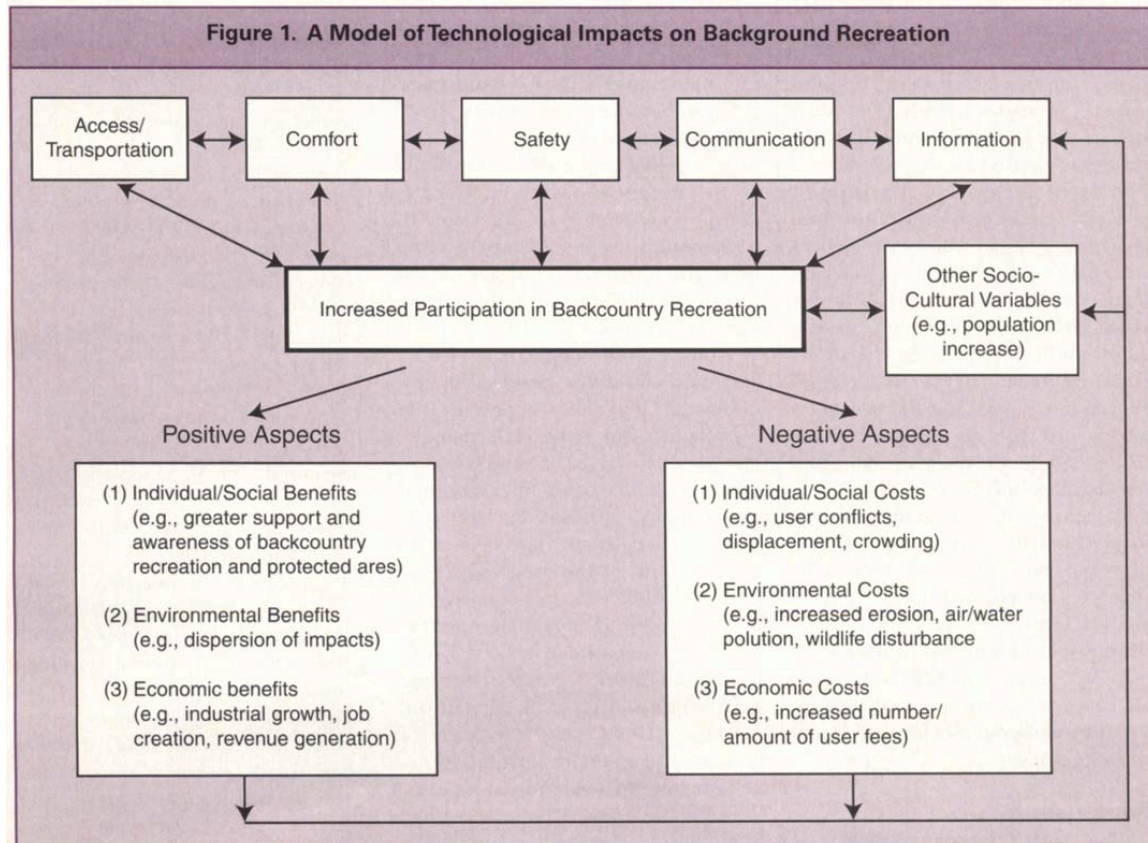 Figure 1. A Model of Technological Impacts on Background Recreation
Access/
Transportation
Comfort
Safety
Communication
Information
Increased Participation in Backcountry Recreation
Other Socio-
Cultural Variables
(e.g., population
increase)
Positive Aspects
(1) Individual/Social Benefits
(e.g., greater support and
awareness of backcountry
recreation and protected ares)
(2) Environmental Benefits
(e.g., dispersion of impacts)
(3) Economic benefits
(e.g., industrial growth, job
creation, revenue generation)
Negative Aspects
(1) Individual/Social Costs
(e.g., user conflicts,
displacement, crowding)
(2) Environmental Costs
(e.g., increased erosion, air/water
polution, wildlife disturbance
(3) Economic Costs
(e.g., increased number/
amount of user fees)